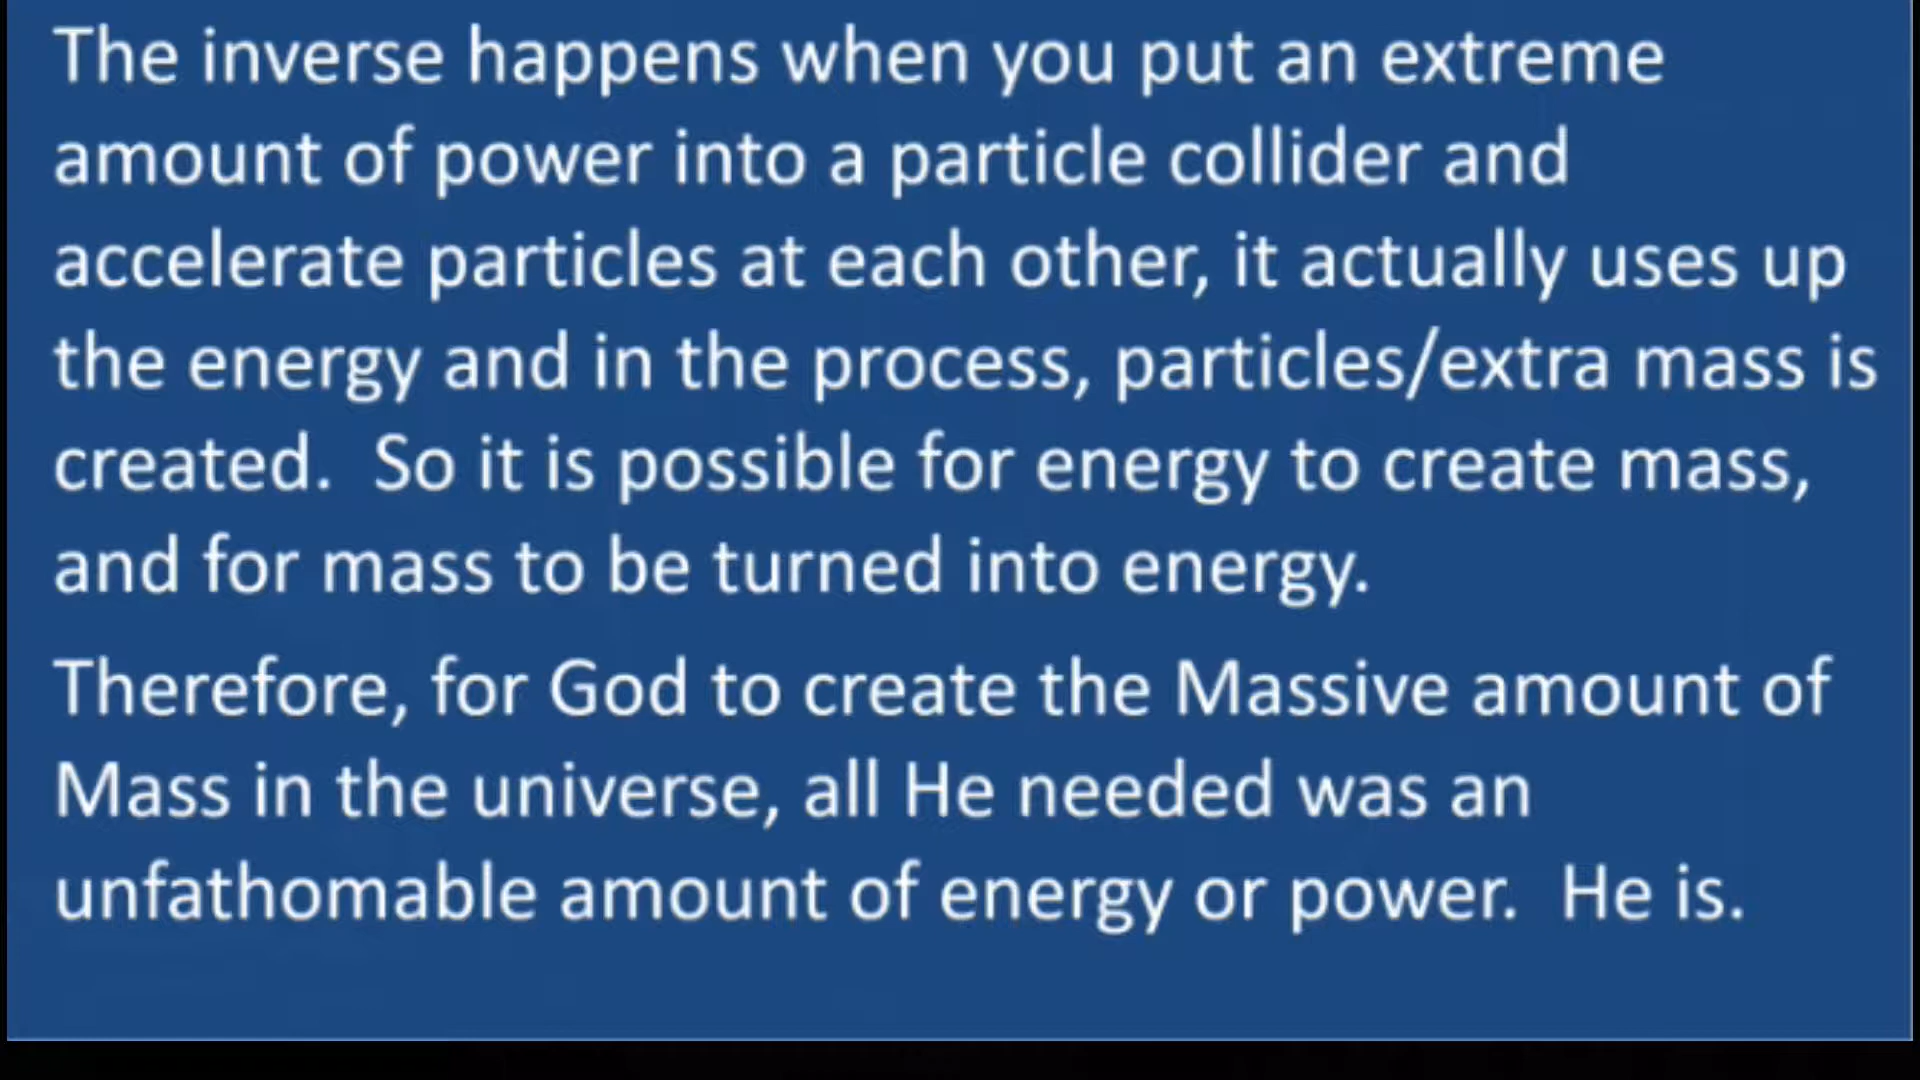 The inverse happens when you put an extreme
amount of power into a particle collider and
accelerate particles at each other, it actually uses up
the energy and in the process, particles/extra mass is
created.  So it is possible for energy to create mass,
and for mass to be turned into energy.
Therefore, for God to create the Massive amount of
Mass in the universe, all He needed was an
unfathomable amount of energy or power.  He is.